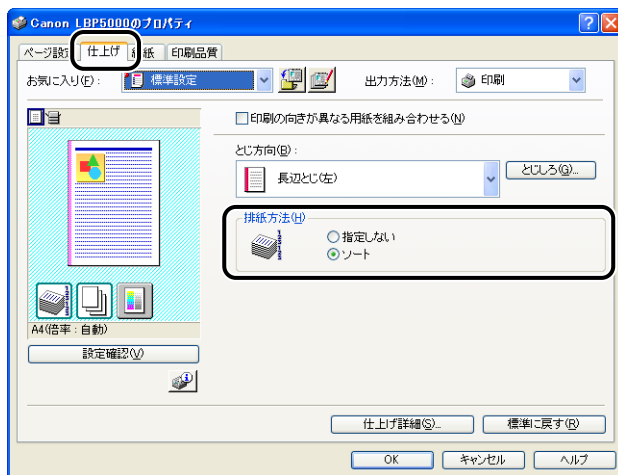 Canon LBP5000のプロパティ
ページ設定 仕上げ 給紙 印刷品質
お気に入り(F): 標準設定 出力方法(M): 印刷
印刷の向きが異なる用紙を組み合わせる(N)
とじ方向(B):
長辺とじ(左) とじしろ(G)...
排紙方法(H)
指定しない
ソート
A4(倍率:自動)
設定確認(V)
仕上げ詳細(S)... 標準に戻す(R)
OK キャンセル ヘルプ